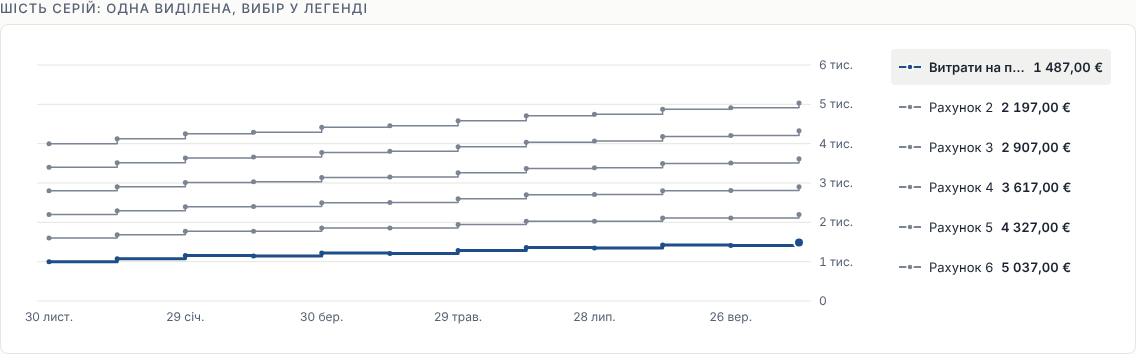 ШІСТЬ СЕРІЙ: ОДНА ВИДІЛЕНА, ВИБІР У ЛЕГЕНДІ
6 тис.
5 тис.
4 тис.
3 тис.
2 тис.
1 тис.
0
30 лист. 29 січ. 30 бер. 29 трав. 28 лип. 26 вер.
Витрати на п... 1 487,00 €
Рахунок 2 2 197,00 €
Рахунок 3 2 907,00 €
Рахунок 4 3 617,00 €
Рахунок 5 4 327,00 €
Рахунок 6 5 037,00 €